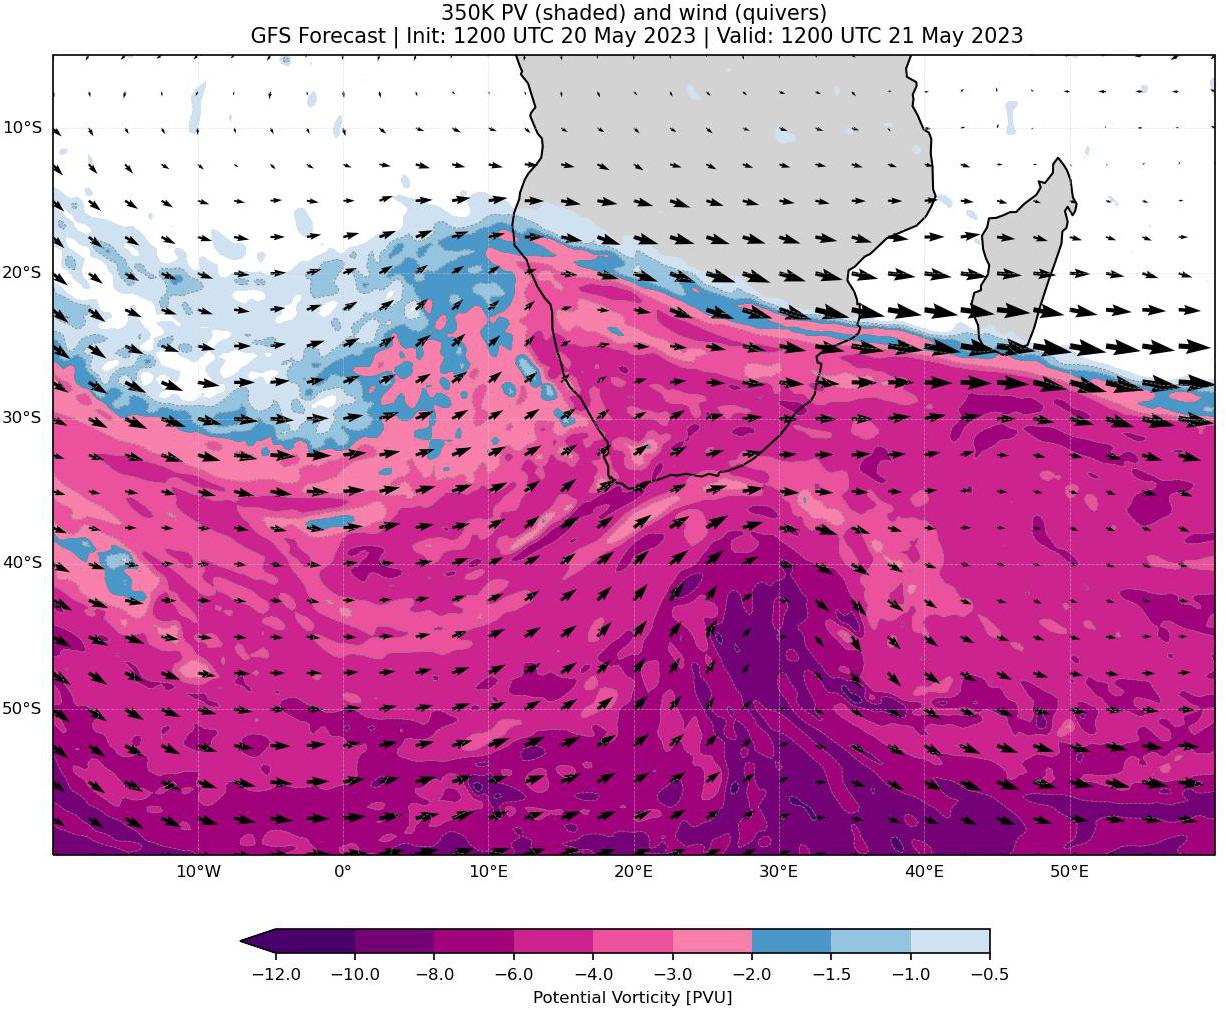 350K PV (shaded) and wind (quivers)
GFS Forecast | Init: 1200 UTC 20 May 2023 | Valid: 1200 UTC 21 May 2023
10°S
20°S
30°S
40°S
50°S
10°W 0° 10°E 20°E 30°E 40°E 50°E
−12.0 −10.0 −8.0 −6.0 −4.0 −3.0 −2.0 −1.5 −1.0 −0.5
Potential Vorticity [PVU]